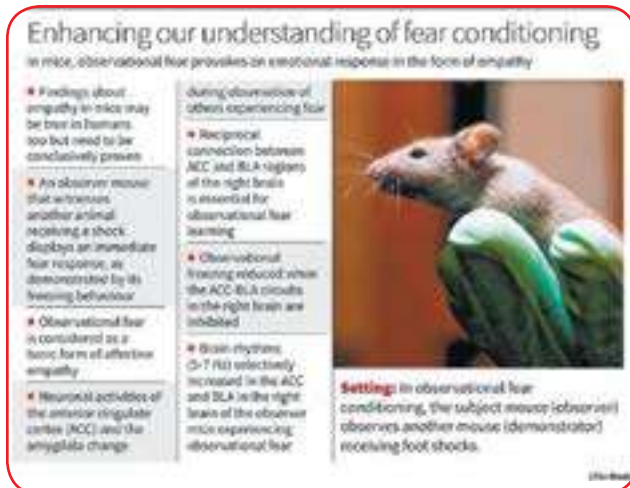 Enhancing our understanding of fear conditioning
In mice, observational fear provokes an emotional response in the form of empathy
• Findings about
empathy in mice may
be true in humans
too but need to be
conclusively proven
• An observer mouse
that witnesses
another animal
receiving a shock
displays an immediate
fear response, as
demonstrated by its
freezing behaviour
• Observational fear
is considered as a
basic form of affective
empathy
• Neuronal activities of
the anterior cingulate
cortex (ACC) and the
amygdala change
during observation of
others experiencing fear
• Reciprocal
connection between
ACC and BLA regions
of the right brain
is essential for
observational fear
learning
• Observational
freezing reduced when
the ACC-BLA circuits
in the right brain are
inhibited
• Brain rhythms
(5-7 Hz) selectively
increased in the ACC
and BLA in the right
brain of the observer
mice experiencing
observational fear
Setting: In observational fear
conditioning, the subject mouse (observer)
observes another mouse (demonstrator)
receiving foot shocks.